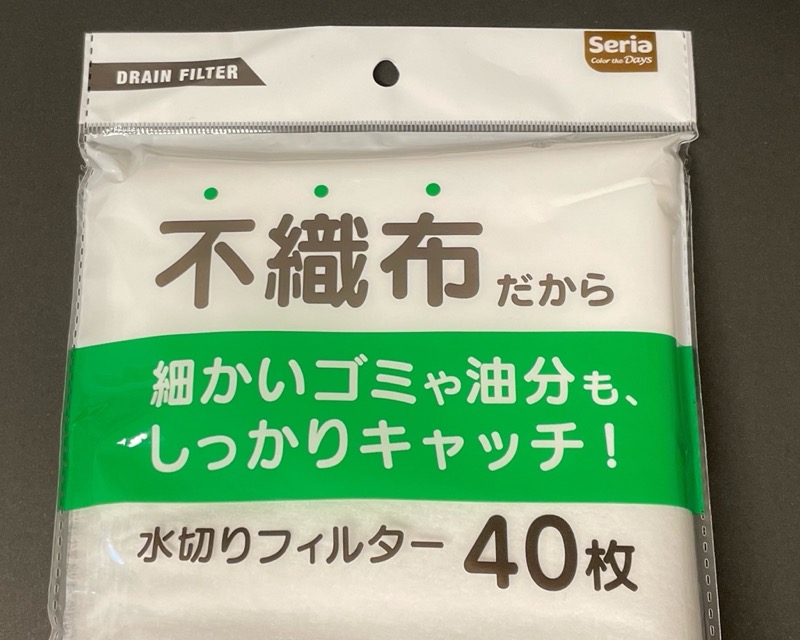 DRAIN FILTER
Seria
Color the Days
不織布だから
細かいゴミや油分も、
しっかりキャッチ！
水切りフィルター 40枚